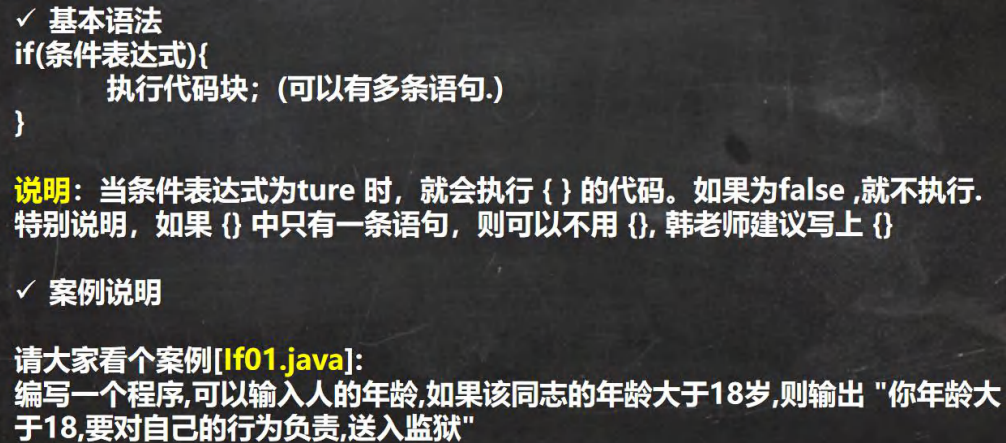 ✓ 基本语法
if(条件表达式){
执行代码块；(可以有多条语句.)
}
说明：当条件表达式为ture 时，就会执行 { } 的代码。如果为false ,就不执行.
特别说明，如果 {} 中只有一条语句，则可以不用 {}, 韩老师建议写上 {}
✓ 案例说明
请大家看个案例[If01.java]:
编写一个程序,可以输入人的年龄,如果该同志的年龄大于18岁,则输出 "你年龄大
于18,要对自己的行为负责,送入监狱"